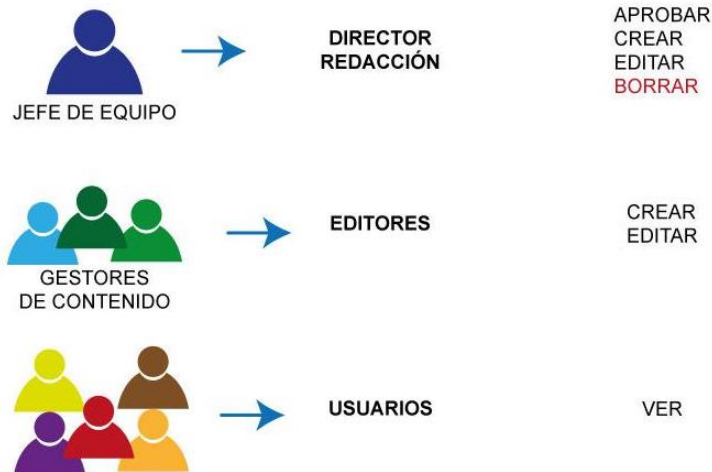 JEFE DE EQUIPO
DIRECTOR
REDACCIÓN
APROBAR
CREAR
EDITAR
BORRAR
GESTORES
DE CONTENIDO
EDITORES
CREAR
EDITAR
USUARIOS
VER